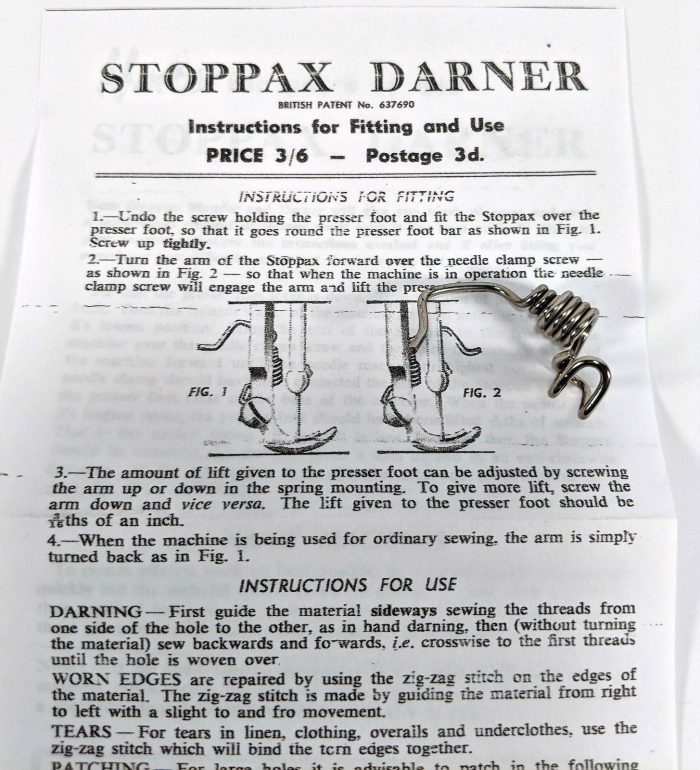 STOPPAX DARNER
BRITISH PATENT No. 637690
Instructions for Fitting and Use
PRICE 3/6 — Postage 3d.
INSTRUCTIONS FOR FITTING
1.—Undo the screw holding the presser foot and fit the Stoppax over the
presser foot, so that it goes round the presser foot bar as shown in Fig. 1.
Screw up tightly.
2.—Turn the arm of the Stoppax forward over the needle clamp screw —
as shown in Fig. 2 — so that when the machine is in operation the needle
clamp screw will engage the arm and lift the
FIG. 1
FIG. 2
3.—The amount of lift given to the presser foot can be adjusted by screwing
the arm up or down in the spring mounting. To give more lift, screw the
arm down and vice versa. The lift given to the presser foot should be
ths of an inch.
4.—When the machine is being used for ordinary sewing, the arm is simply
turned back as in Fig. 1.
INSTRUCTIONS FOR USE
DARNING — First guide the material sideways sewing the threads from
one side of the hole to the other, as in hand darning, then (without turning
the material) sew backwards and forwards, i.e. crosswise to the first threads
until the hole is woven over.
WORN EDGES are repaired by using the zig-zag stitch on the edges of
the material. The zig-zag stitch is made by guiding the material from right
to left with a slight to and fro movement.
TEARS — For tears in linen, clothing, overalls and underclothes, use the
zig-zag stitch which will bind the torn edges together.
PATCHING — For large holes it is advisable to patch in the following